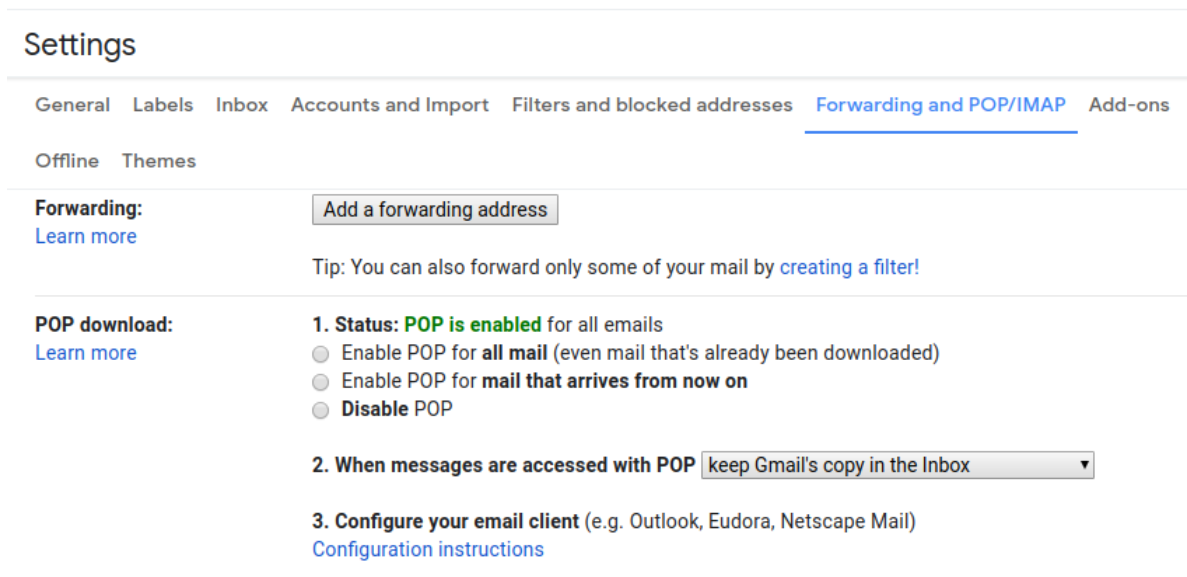 Settings
General Labels Inbox Accounts and Import Filters and blocked addresses Forwarding and POP/IMAP Add-ons
Offline Themes
Forwarding: Add a forwarding address
Learn more
Tip: You can also forward only some of your mail by creating a filter!
POP download: 1. Status: POP is enabled for all emails
Learn more Enable POP for all mail (even mail that's already been downloaded)
Enable POP for mail that arrives from now on
Disable POP
2. When messages are accessed with POP keep Gmail's copy in the Inbox
3. Configure your email client (e.g. Outlook, Eudora, Netscape Mail)
Configuration instructions